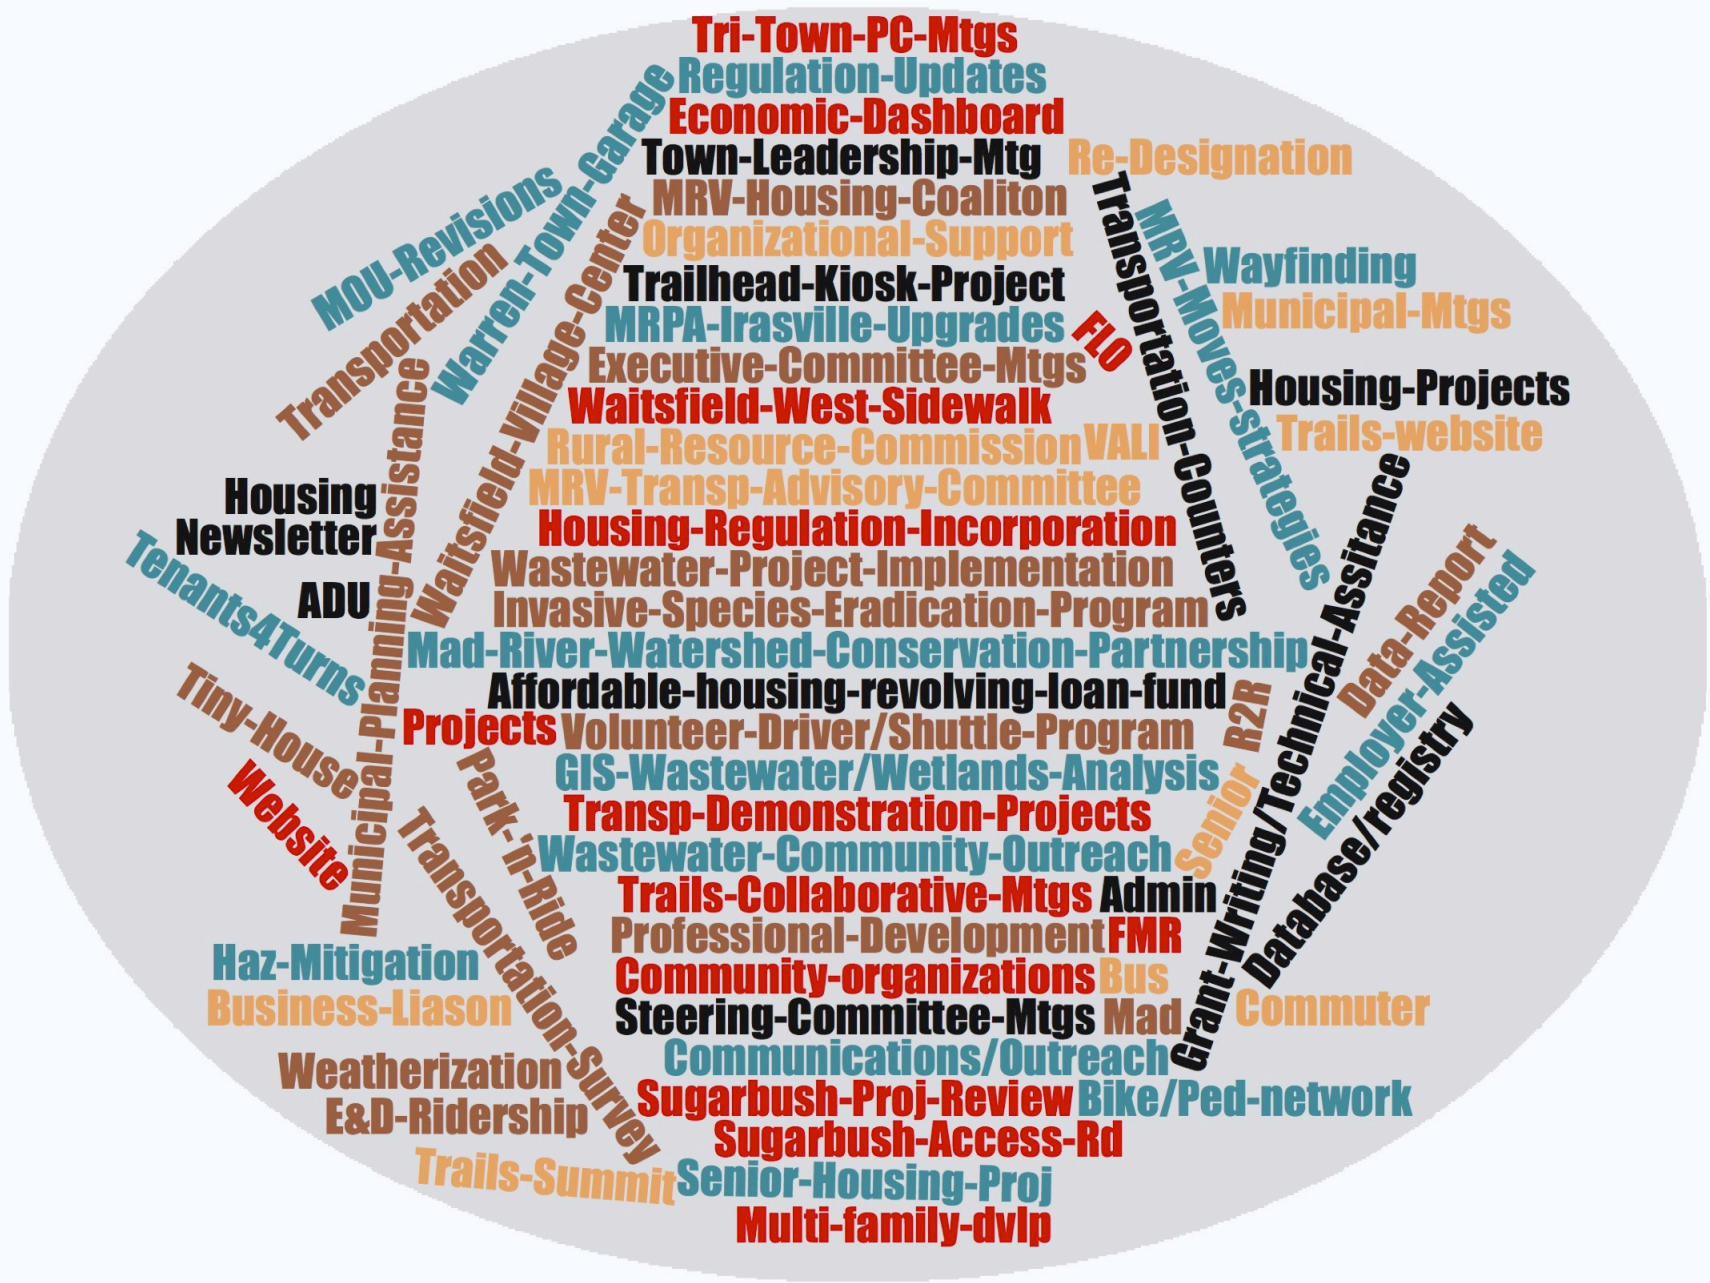 Tri-Town-PC-Mtgs
Regulation-Updates
Economic-Dashboard
Town-Leadership-Mtg
Re-Designation
MRV-Housing-Coaliton
Organizational-Support
Trailhead-Kiosk-Project
MRPA-Irasville-Upgrades
FLO
Executive-Committee-Mtgs
Waitsfield-West-Sidewalk
Rural-Resource-Commission
VALI
MRV-Transp-Advisory-Committee
Housing-Regulation-Incorporation
Wastewater-Project-Implementation
Invasive-Species-Eradication-Program
Mad-River-Watershed-Conservation-Partnership
Affordable-housing-revolving-loan-fund
Projects
Volunteer-Driver/Shuttle-Program
GIS-Wastewater/Wetlands-Analysis
Transp-Demonstration-Projects
Wastewater-Community-Outreach
Trails-Collaborative-Mtgs
Admin
Professional-Development
FMR
Community-organizations
Bus
Steering-Committee-Mtgs
Mad
Communications/Outreach
Sugarbush-Proj-Review
Bike/Ped-network
Sugarbush-Access-Rd
Trails-Summit
Senior-Housing-Proj
Multi-family-dvlp
Warren-Town-Garage
MOU-Revisions
Transportation
Waitsfield-Village-Center
Municipal-Planning-Assistance
Housing
Newsletter
ADU
Tenants4Turns
Tiny-House
Website
Park-'n-Ride
Transportation-Survey
Haz-Mitigation
Business-Liason
Weatherization
E&D-Ridership
Transportation-Counters
MRV-Moves-strategies
Wayfinding
Municipal-Mtgs
Housing-Projects
Trails-website
Grant-Writing/Technical-Assitance
R2R
Senior
Data-Report
Employer-Assisted
Database/registry
Commuter